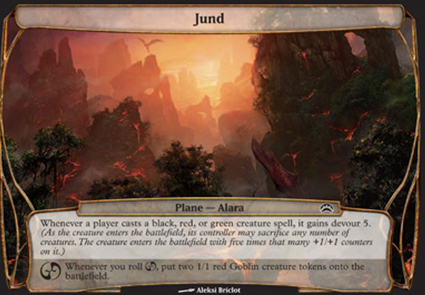 Jund
Plane — Alara
Whenever a player casts a black, red, or green creature spell, it gains devour 5.
(As the creature enters the battlefield, its controller may sacrifice any number of
creatures. The creature enters the battlefield with five times that many +1/+1 counters
on it.)
Whenever you roll , put two 1/1 red Goblin creature tokens onto the
battlefield.
Aleksi Briclot